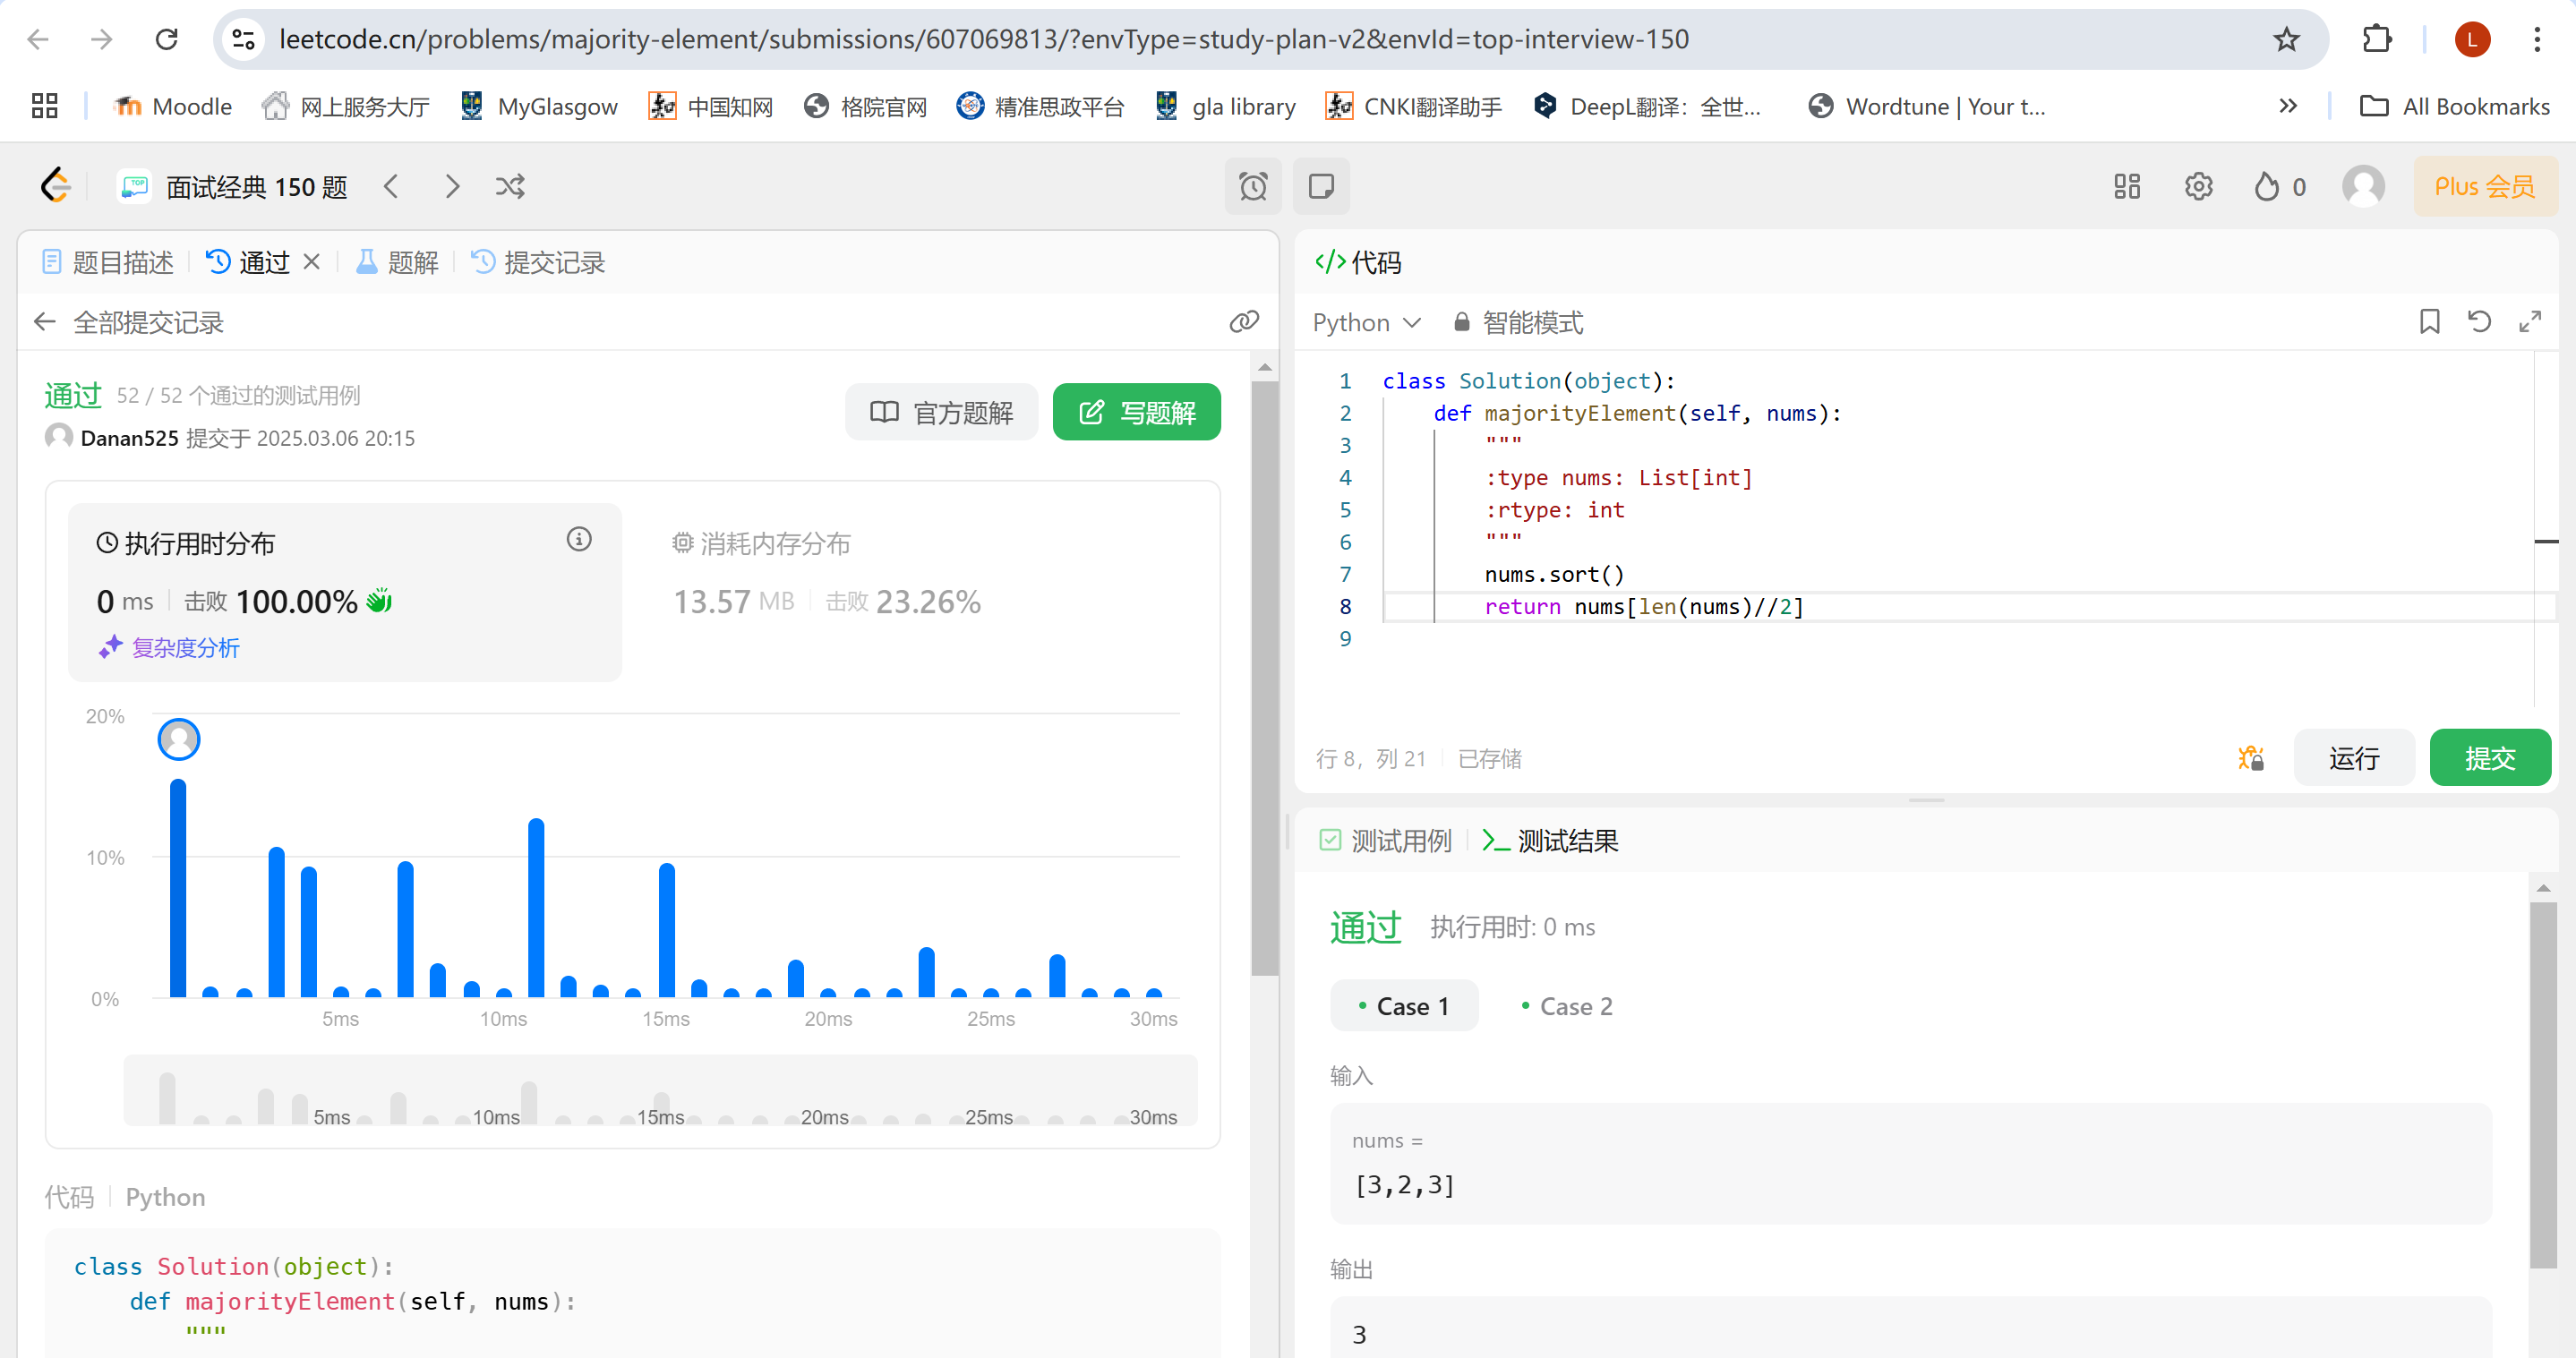 leetcode.cn/problems/majority-element/submissions/607069813/?envType=study-plan-v2&envId=top-interview-150
L
Moodle 网上服务大厅 MyGlasgow 中国知网 格院官网 精准思政平台 gla library CNKI翻译助手 DeepL翻译：全世... Wordtune | Your t... » All Bookmarks
TOP 面试经典 150 题 0 Plus 会员
题目描述 通过 题解 提交记录
全部提交记录
通过 52 / 52 个通过的测试用例
官方题解 写题解
Danan525 提交于 2025.03.06 20:15
执行用时分布
0 ms 击败 100.00%
复杂度分析
消耗内存分布
13.57 MB 击败 23.26%
20%
10%
0%
5ms 10ms 15ms 20ms 25ms 30ms
5ms 10ms 15ms 20ms 25ms 30ms
代码 Python
class Solution(object):
def majorityElement(self, nums):
"""
</> 代码
Python 智能模式
1 class Solution(object):
2 def majorityElement(self, nums):
3 """
4 :type nums: List[int]
5 :rtype: int
6 """
7 nums.sort()
8 return nums[len(nums)//2]
9
行 8，列 21 已存储
运行 提交
测试用例 测试结果
通过 执行用时: 0 ms
Case 1 Case 2
输入
nums =
[3,2,3]
输出
3